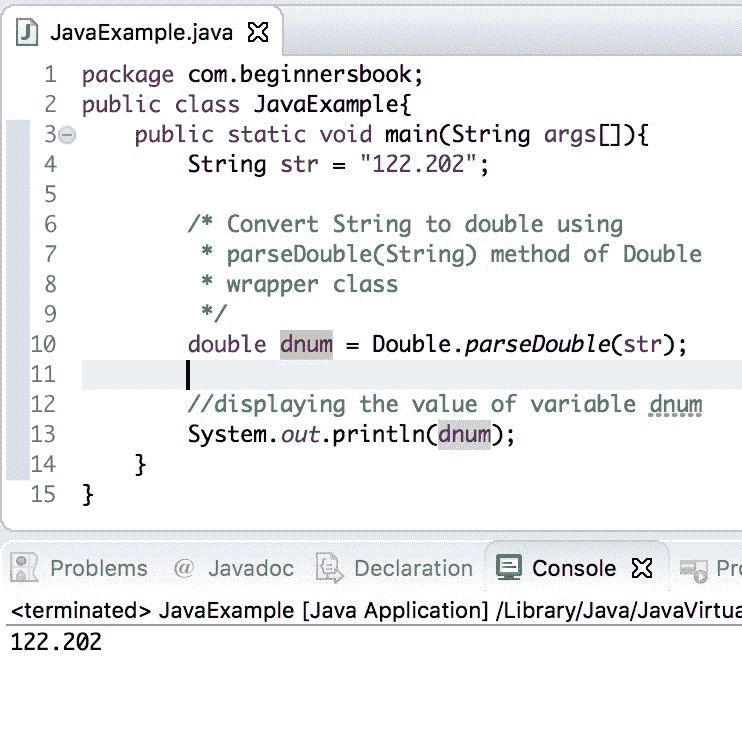 JavaExample.java
1 package com.beginnersbook;
2 public class JavaExample{
3     public static void main(String args[]){
4         String str = "122.202";
5
6         /* Convert String to double using
7          * parseDouble(String) method of Double
8          * wrapper class
9          */
10         double dnum = Double.parseDouble(str);
11
12         //displaying the value of variable dnum
13         System.out.println(dnum);
14     }
15 }
Problems @ Javadoc Declaration Console Pro
<terminated> JavaExample [Java Application] /Library/Java/JavaVirtua
122.202